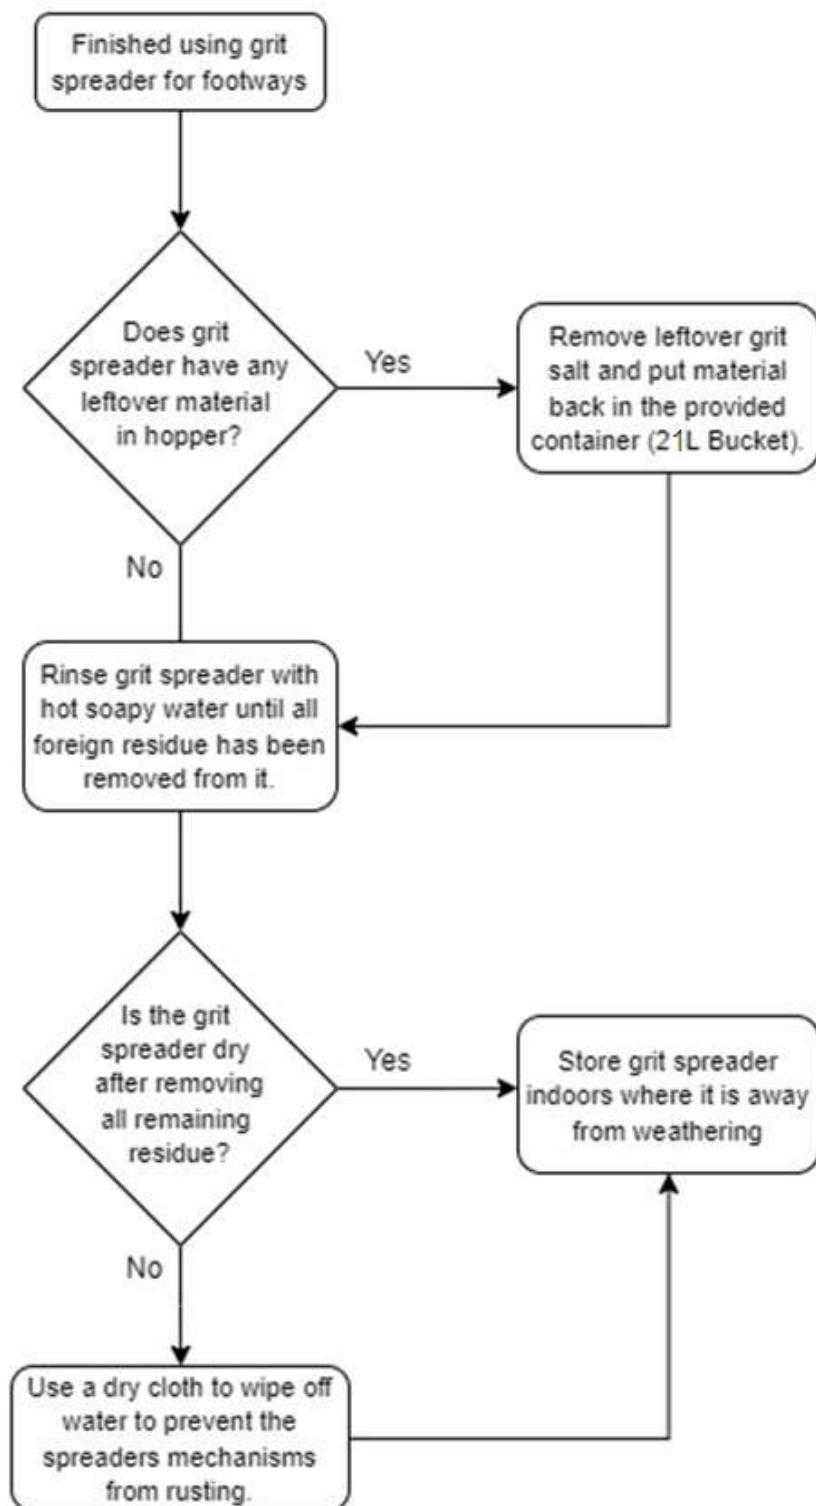 Finished using grit
spreader for footways
Does grit
spreader have any
leftover material
in hopper?
Yes
Remove leftover grit
salt and put material
back in the provided
container (21L Bucket).
No
Rinse grit spreader with
hot soapy water until all
foreign residue has been
removed from it.
Is the grit
spreader dry
after removing
all remaining
residue?
Yes
Store grit spreader
indoors where it is away
from weathering
No
Use a dry cloth to wipe off
water to prevent the
spreaders mechanisms
from rusting.